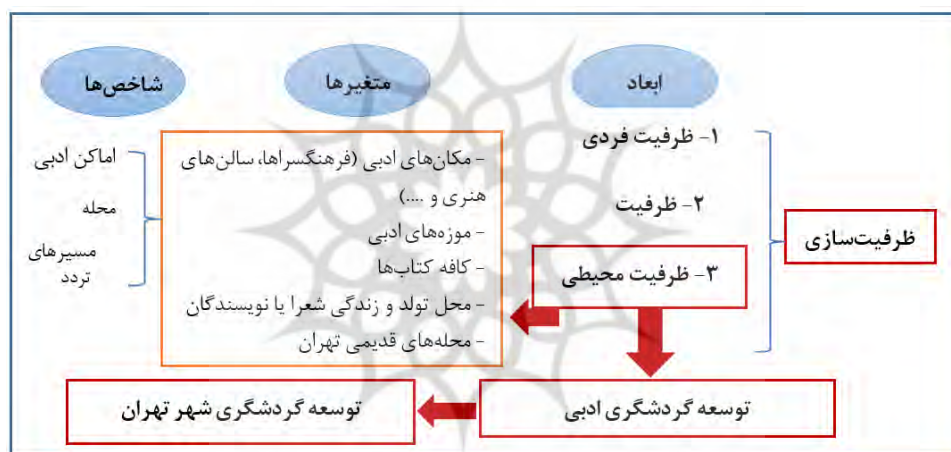 ابعاد
متغیرها
شاخص‌ها
ظرفیت‌سازی
۱- ظرفیت فردی
۲- ظرفیت
۳- ظرفیت محیطی
- مکان‌های ادبی (فرهنگسراها، سالن‌های
هنری و ....)
- موزه‌های ادبی
- کافه کتاب‌ها
- محل تولد و زندگی شعرا یا نویسندگان
- محله‌های قدیمی تهران
اماکن ادبی
محله
مسیرهای
تردد
توسعه گردشگری ادبی
توسعه گردشگری شهر تهران